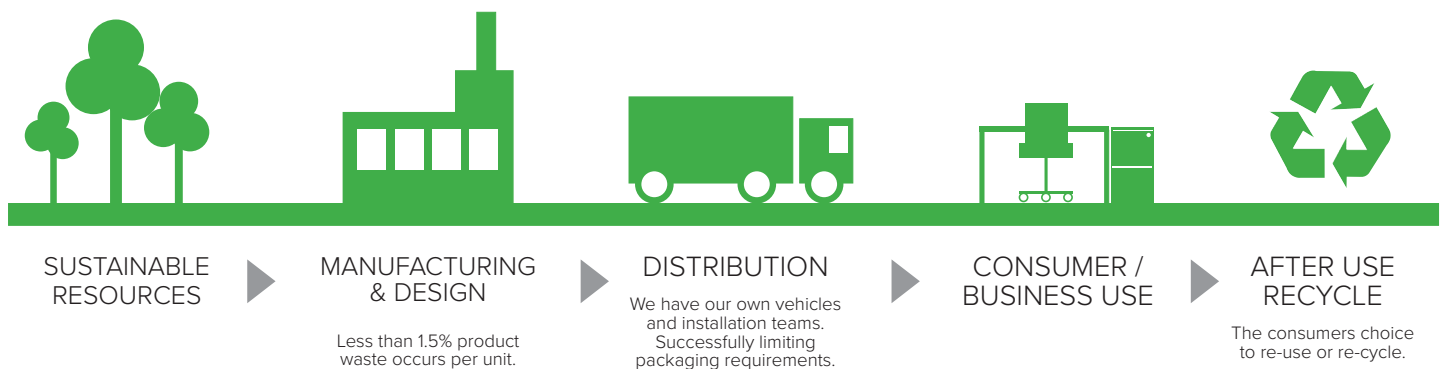 SUSTAINABLE
RESOURCES
MANUFACTURING
& DESIGN
Less than 1.5% product
waste occurs per unit.
DISTRIBUTION
We have our own vehicles
and installation teams.
Successfully limiting
packaging requirements.
CONSUMER /
BUSINESS USE
AFTER USE
RECYCLE
The consumers choice
to re-use or re-cycle.